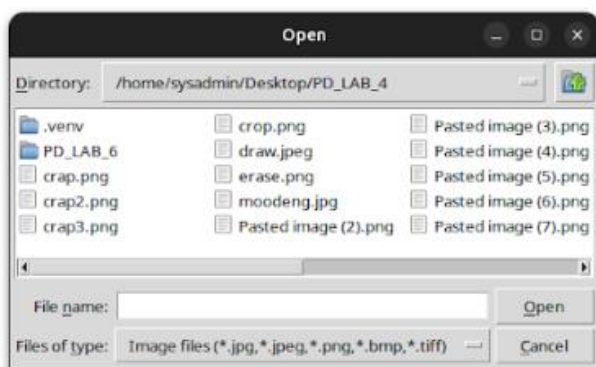 Open
Directory: /home/sysadmin/Desktop/PD_LAB_4
.venv
PD_LAB_6
crap.png
crap2.png
crap3.png
crop.png
draw.jpeg
erase.png
moodeng.jpg
Pasted image (2).png
Pasted image (3).png
Pasted image (4).png
Pasted image (5).png
Pasted image (6).png
Pasted image (7).png
File name: Open
Files of type: Image files (*.jpg,*.jpeg,*.png,*.bmp,*.tiff) Cancel